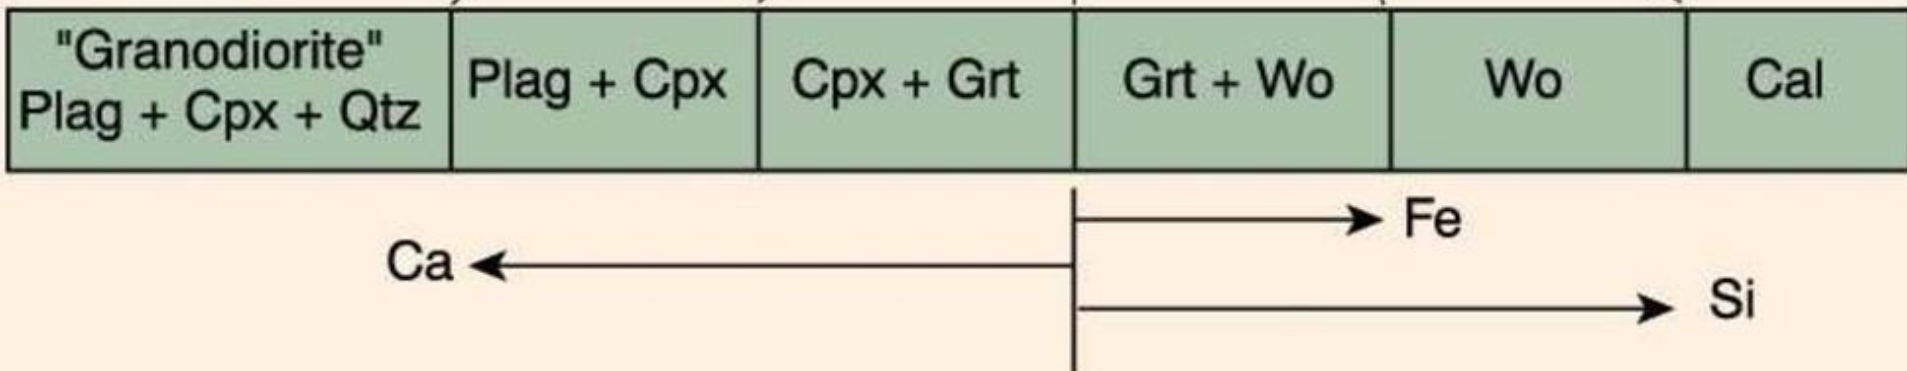 "Granodiorite"
Plag + Cpx + Qtz
Plag + Cpx
Cpx + Grt
Grt + Wo
Wo
Cal
Fe
Ca
Si